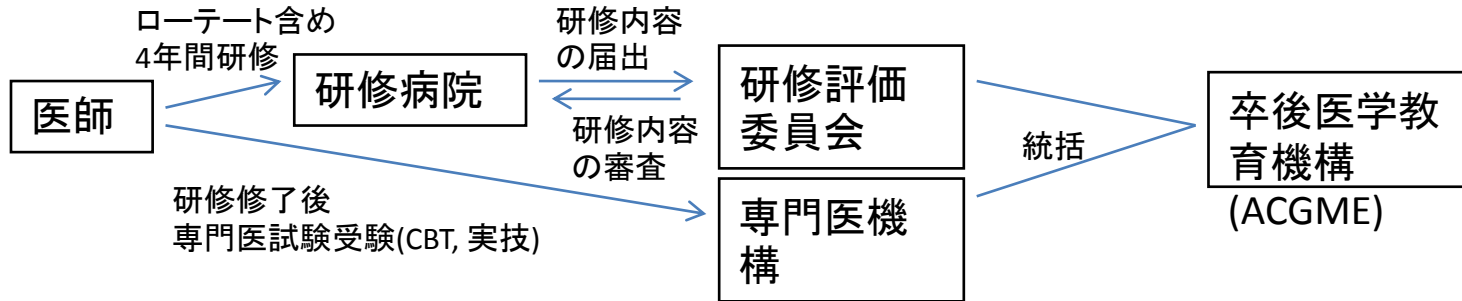 ローテート含め
4年間研修
医師
研修病院
研修内容
の届出
研修内容
の審査
研修評価
委員会
統括
卒後医学教
育機構
(ACGME)
研修修了後
専門医試験受験(CBT, 実技)
専門医機
構